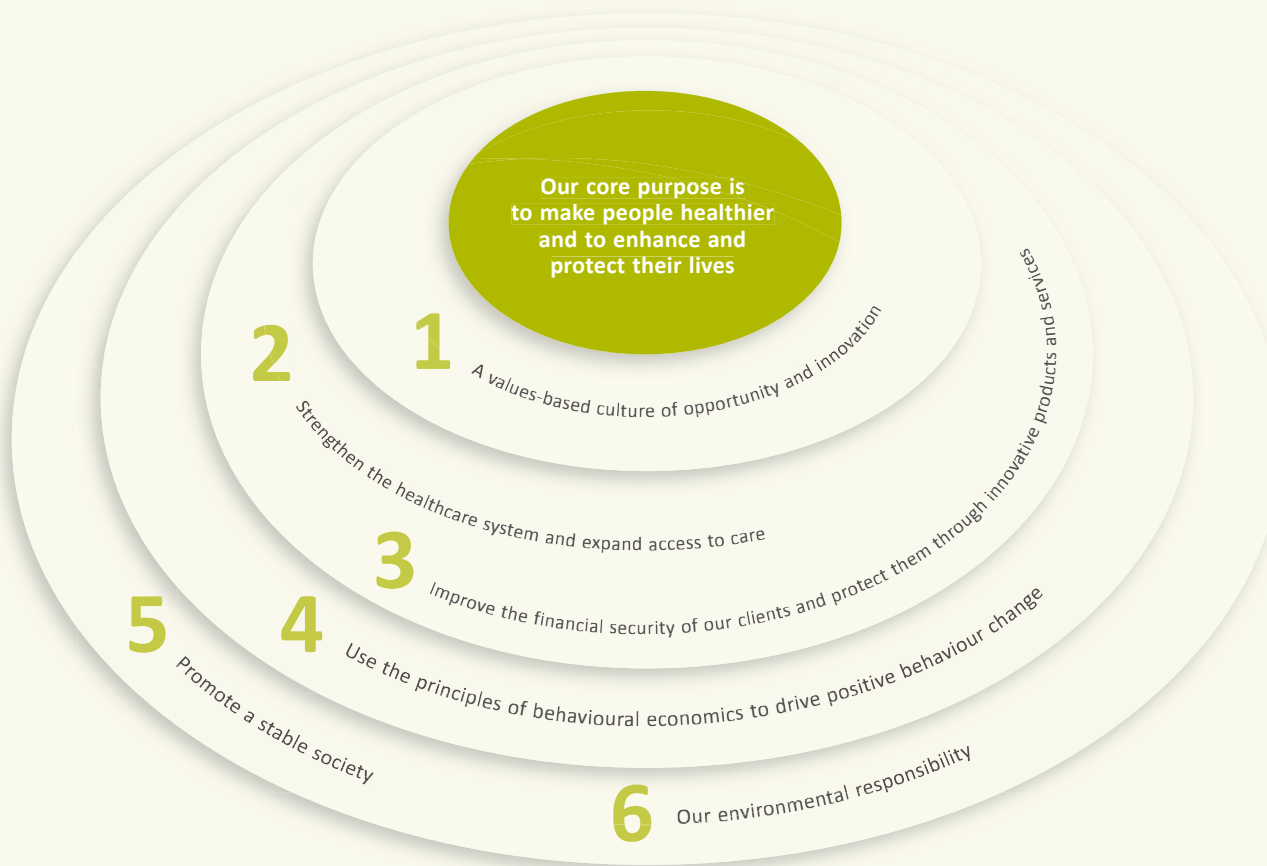 Our core purpose is
to make people healthier
and to enhance and
protect their lives
1
A values-based culture of opportunity and innovation
2
Strengthen the healthcare system and expand access to care
3
Improve the financial security of our clients and protect them through innovative products and services
4
Use the principles of behavioural economics to drive positive behaviour change
5
Promote a stable society
6
Our environmental responsibility